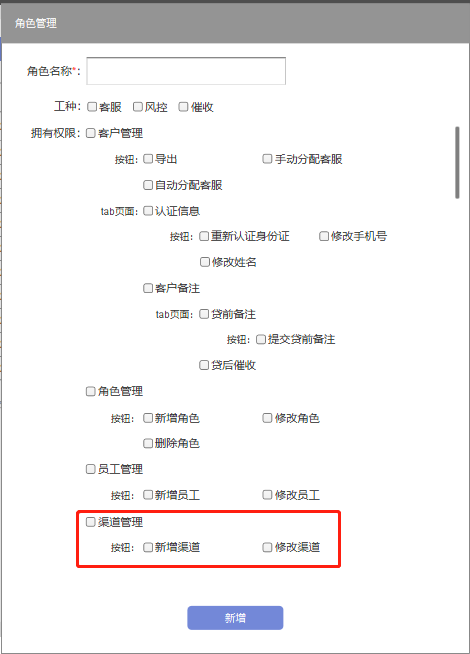 角色管理
角色名称*：
工种： 客服 风控 催收
拥有权限： 客户管理
按钮： 导出 手动分配客服
自动分配客服
tab页面： 认证信息
按钮： 重新认证身份证 修改手机号
修改姓名
客户备注
tab页面： 贷前备注
按钮： 提交贷前备注
贷后催收
角色管理
按钮： 新增角色 修改角色
删除角色
员工管理
按钮： 新增员工 修改员工
渠道管理
按钮： 新增渠道 修改渠道
新增